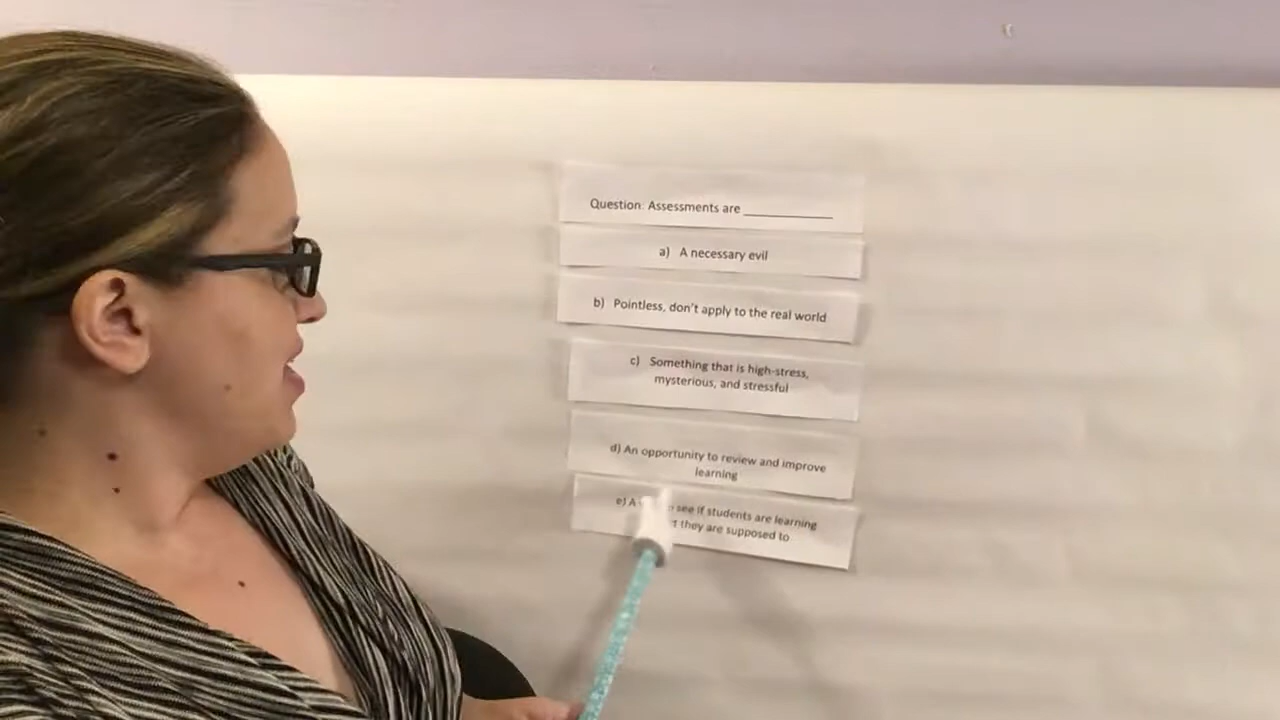 Question: Assessments are ____________
a) A necessary evil
b) Pointless, don't apply to the real world
c) Something that is high-stress,
mysterious, and stressful
d) An opportunity to review and improve
learning
e) A see if students are learning
they are supposed to